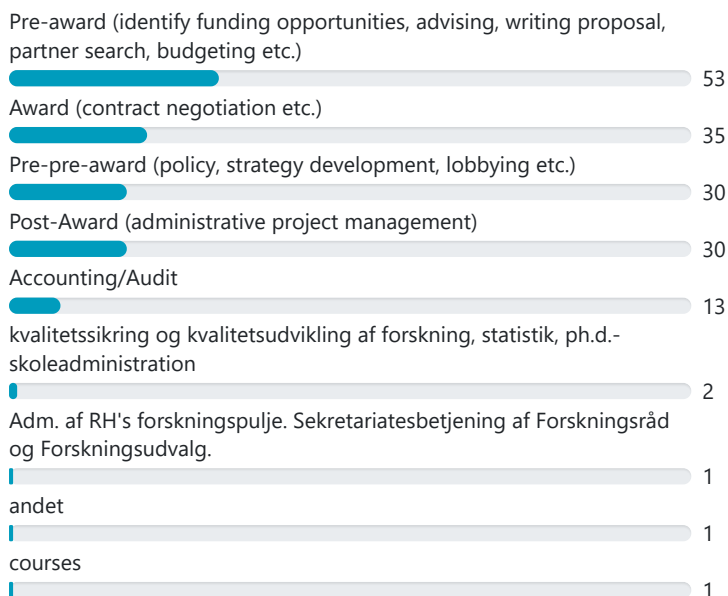 Pre-award (identify funding opportunities, advising, writing proposal,
partner search, budgeting etc.)
53
Award (contract negotiation etc.)
35
Pre-pre-award (policy, strategy development, lobbying etc.)
30
Post-Award (administrative project management)
30
Accounting/Audit
13
kvalitetssikring og kvalitetsudvikling af forskning, statistik, ph.d.-
skoleadministration
2
Adm. af RH's forskningspulje. Sekretariatesbetjening af Forskningsråd
og Forskningsudvalg.
1
andet
1
courses
1